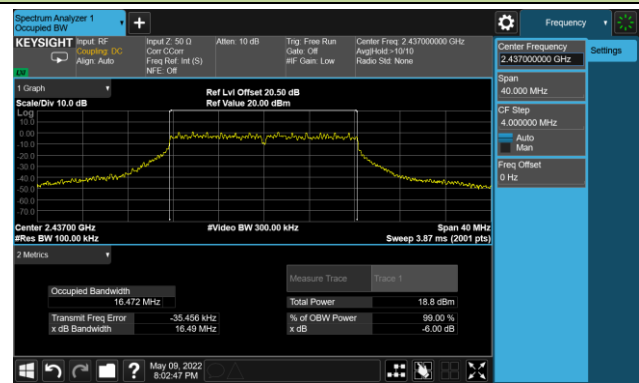 Spectrum Analyzer 1
Occupied BW
Frequency
KEYSIGHT
Input: RF
Coupling: DC
Align: Auto
Input Z: 50 Ω
Corr CCorr
Freq Ref: Int (S)
NFE: Off
Atten: 10 dB
Trig: Free Run
Gate: Off
#IF Gain: Low
Center Freq: 2.437000000 GHz
Avg|Hold:>10/10
Radio Std: None
Center Frequency
2.437000000 GHz
Settings
Span
40.000 MHz
CF Step
4.000000 MHz
Auto
Man
Freq Offset
0 Hz
1 Graph
Scale/Div 10.0 dB
Ref Lvl Offset 20.50 dB
Ref Value 20.00 dBm
Log
10.0
0.00
-10.0
-20.0
-30.0
-40.0
-50.0
-60.0
-70.0
Center 2.43700 GHz
#Video BW 300.00 kHz
Span 40 MHz
#Res BW 100.00 kHz
Sweep 3.87 ms (2001 pts)
2 Metrics
Measure Trace
Trace 1
Occupied Bandwidth
16.472 MHz
Total Power
18.8 dBm
Transmit Freq Error
-35.456 kHz
% of OBW Power
99.00 %
x dB Bandwidth
16.49 MHz
x dB
-6.00 dB
May 09, 2022
8:02:47 PM